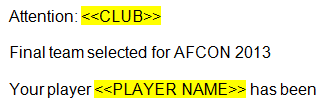 Attention: <<CLUB>>
Final team selected for AFCON 2013
Your player <<PLAYER NAME>> has been